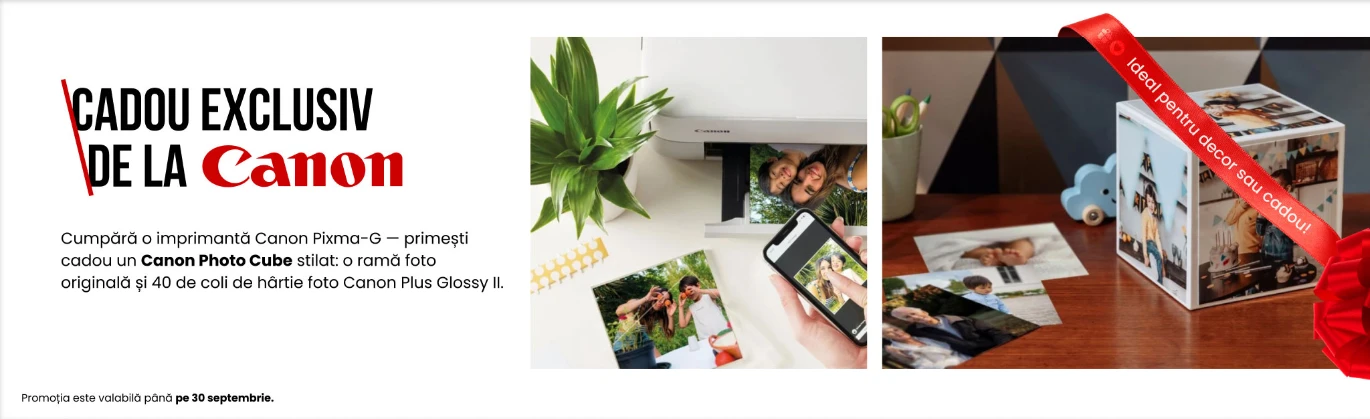 CADOU EXCLUSIV
DE LA Canon
Cumpără o imprimantă Canon Pixma-G — primești
cadou un Canon Photo Cube stilat: o ramă foto
originală și 40 de coli de hârtie foto Canon Plus Glossy II.
Promoția este valabilă până pe 30 septembrie.
Canon
Ideal pentru decor sau cadou!